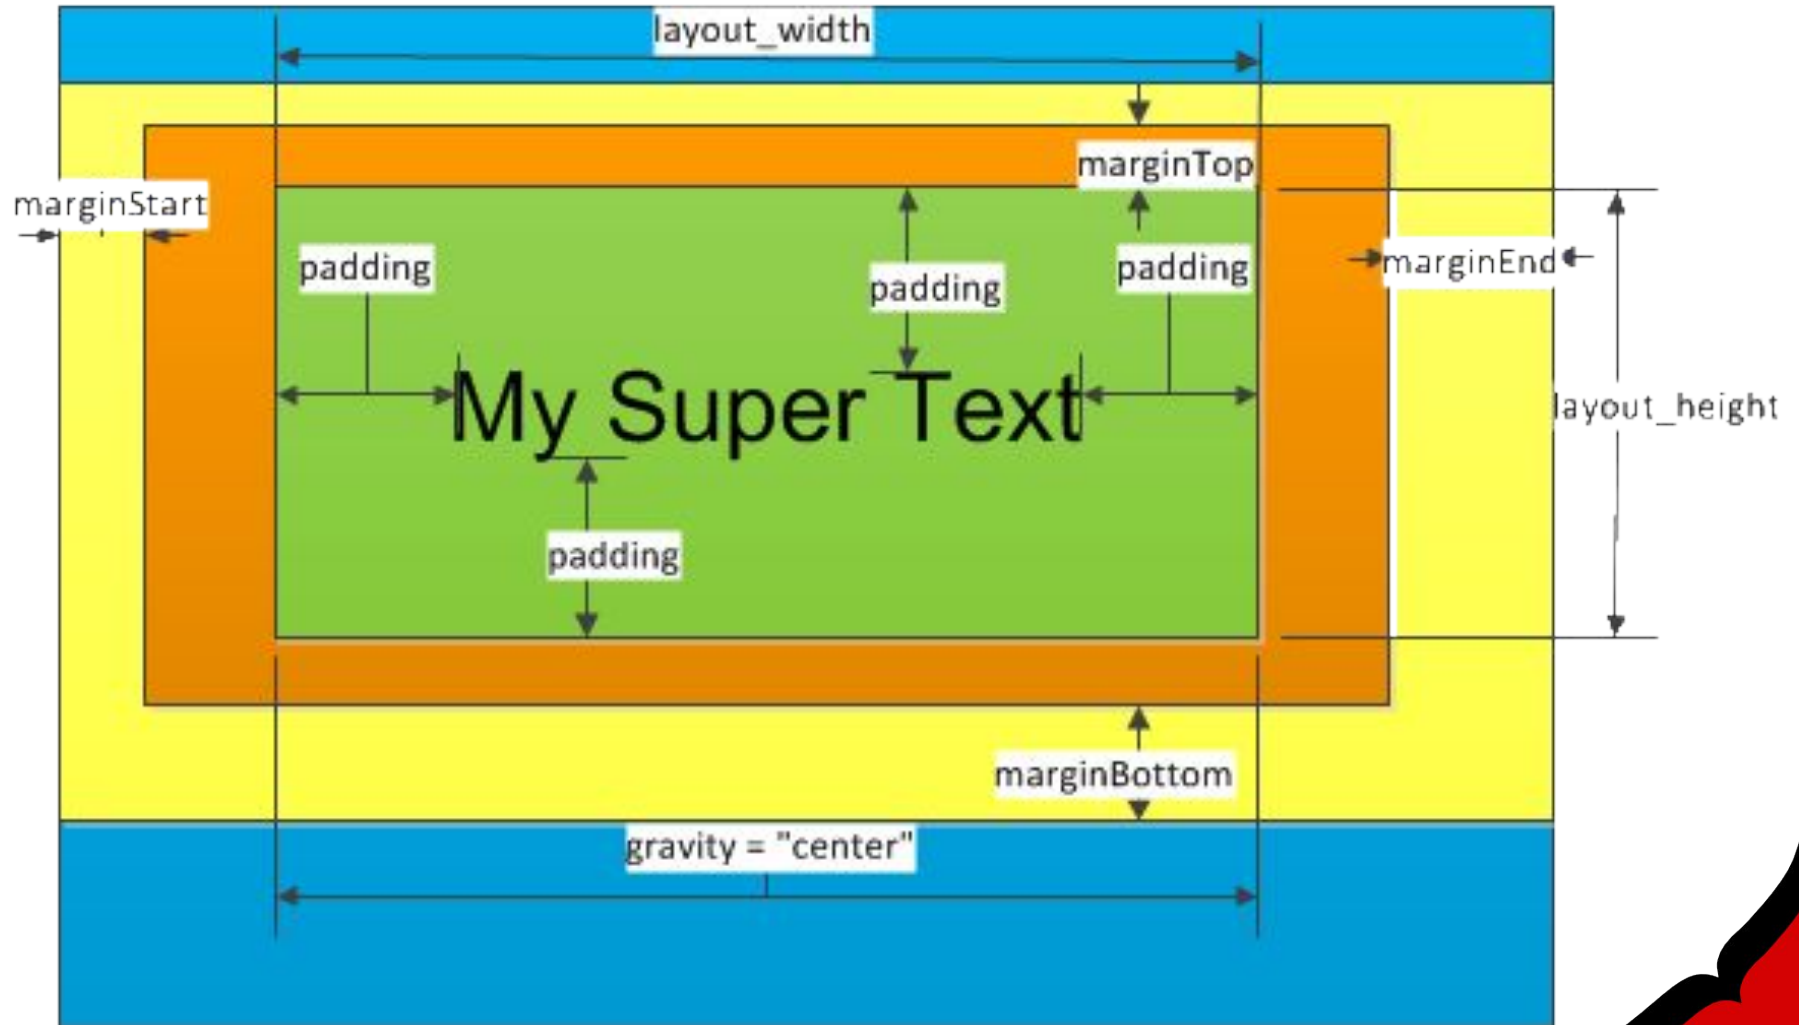 layout_width
marginTop
marginStart
padding
padding
padding
marginEnd
My Super Text
layout_height
padding
marginBottom
gravity = "center"